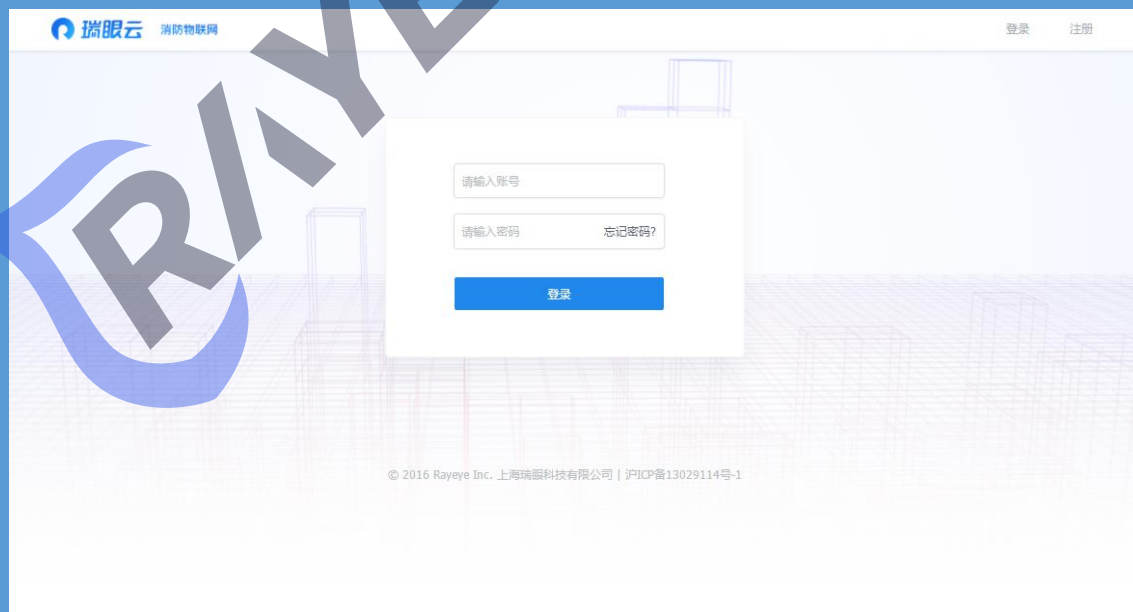 瑞眼云 消防物联网 登录 注册
RAYE
请输入账号
请输入密码 忘记密码?
登录
© 2016 Rayeye Inc. 上海瑞眼科技有限公司 | 沪ICP备13029114号-1